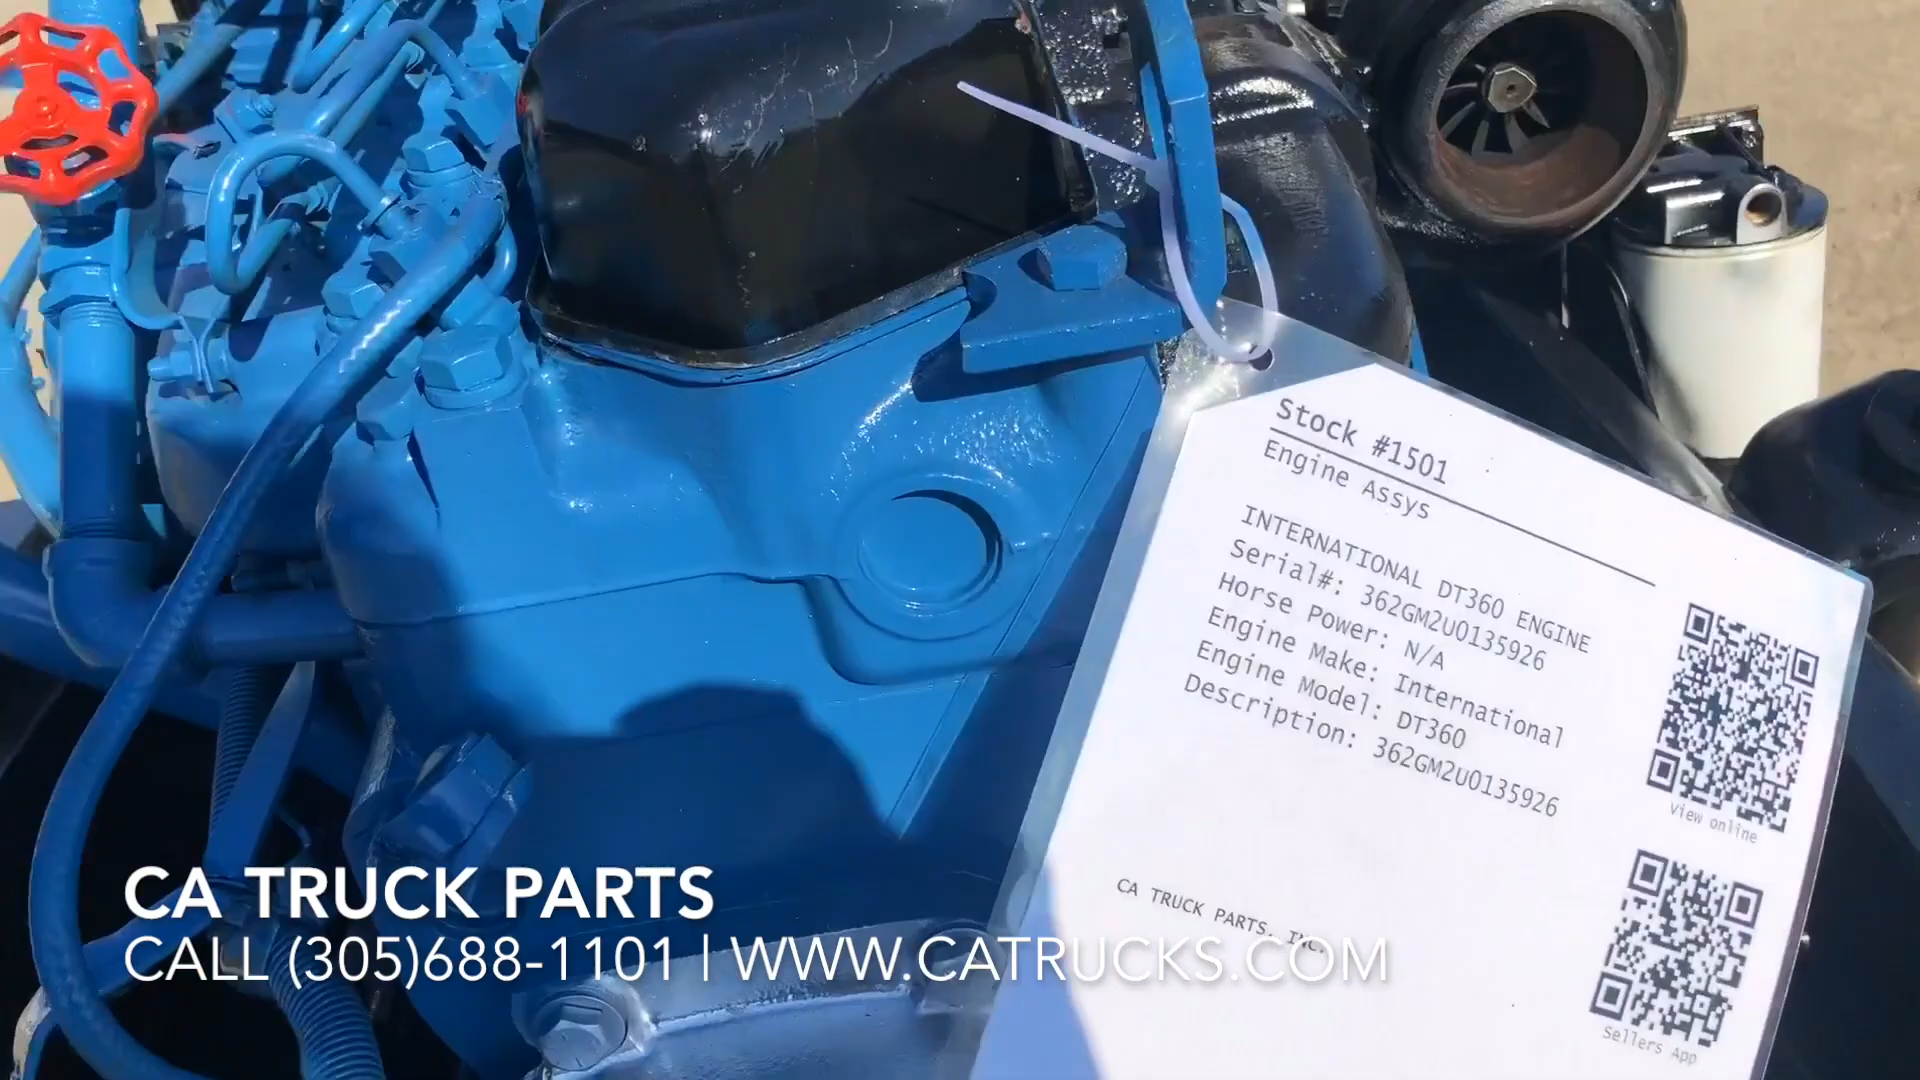 Stock #1501
Engine Assys
INTERNATIONAL DT360 ENGINE
Serial#: 362GM2U0135926
Horse Power: N/A
Engine Make: International
Engine Model: DT360
Description: 362GM2U0135926
View online
CA TRUCK PARTS, INC.
Sellers App
CA TRUCK PARTS
CALL (305)688-1101 | WWW.CATRUCKS.COM